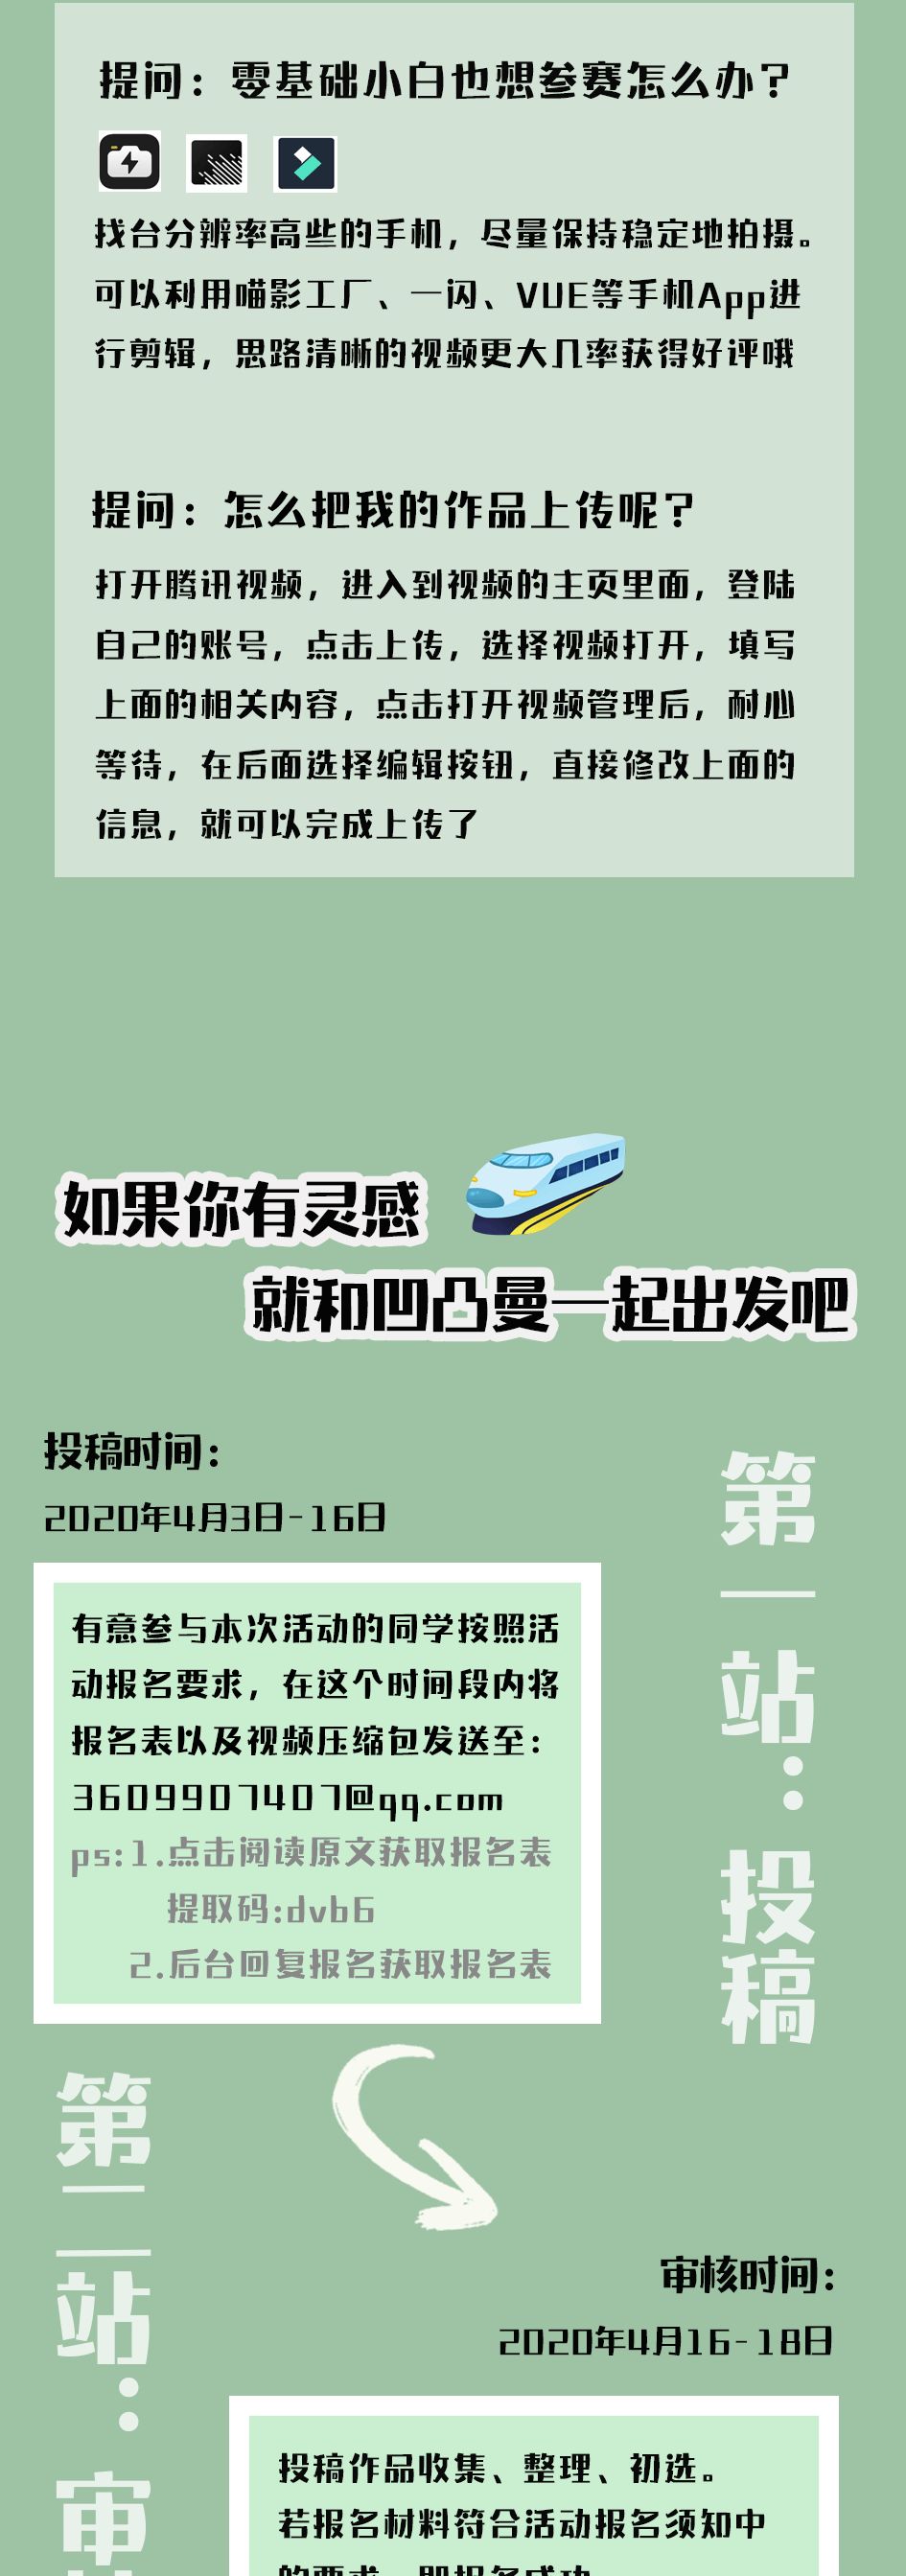 提问：零基础小白也想参赛怎么办？
找台分辨率高些的手机，尽量保持稳定地拍摄。
可以利用喵影工厂、一闪、VUE等手机App进
行剪辑，思路清晰的视频更大几率获得好评哦
提问：怎么把我的作品上传呢？
打开腾讯视频，进入到视频的主页里面，登陆
自己的账号，点击上传，选择视频打开，填写
上面的相关内容，点击打开视频管理后，耐心
等待，在后面选择编辑按钮，直接修改上面的
信息，就可以完成上传了
如果你有灵感
就和凹凸曼一起出发吧
投稿时间：
2020年4月3日-16日
第一站：投稿
有意参与本次活动的同学按照活
动报名要求，在这个时间段内将
报名表以及视频压缩包发送至：
3609907407@qq.com
ps:1.点击阅读原文获取报名表
提取码:dvb6
2.后台回复报名获取报名表
第二站：审
审核时间：
2020年4月16-18日
投稿作品收集、整理、初选。
若报名材料符合活动报名须知中